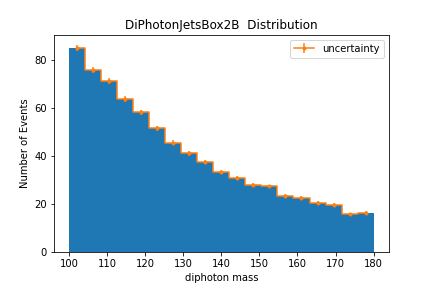 DiPhotonJetsBox2B  Distribution
uncertainty
Number of Events
80
60
40
20
0
100 110 120 130 140 150 160 170 180
diphoton mass